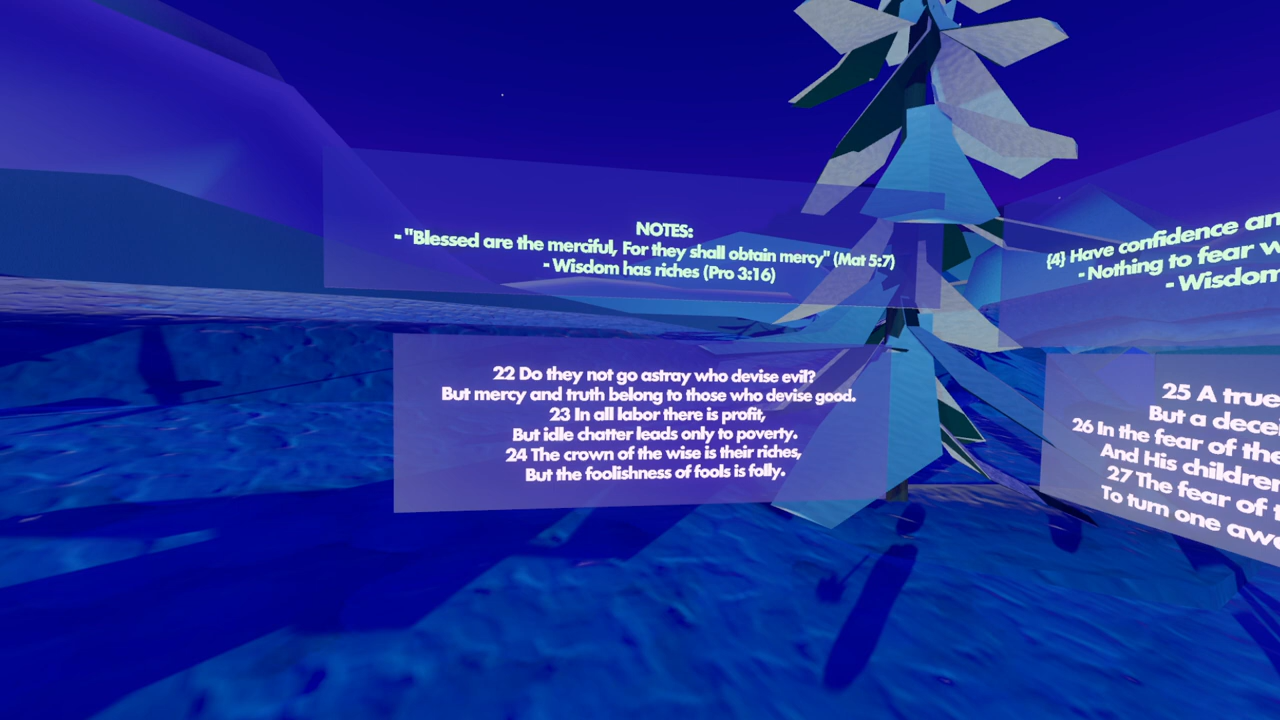 NOTES:
- "Blessed are the merciful, For they shall obtain mercy" (Mat 5:7)
- Wisdom has riches (Pro 3:16)
22 Do they not go astray who devise evil?
But mercy and truth belong to those who devise good.
23 In all labor there is profit,
But idle chatter leads only to poverty.
24 The crown of the wise is their riches,
But the foolishness of fools is folly.
{4} Have confidence an
- Nothing to fear w
- Wisdom
25 A true
But a decei
26 In the fear of the
And His children
27 The fear of
To turn one awa